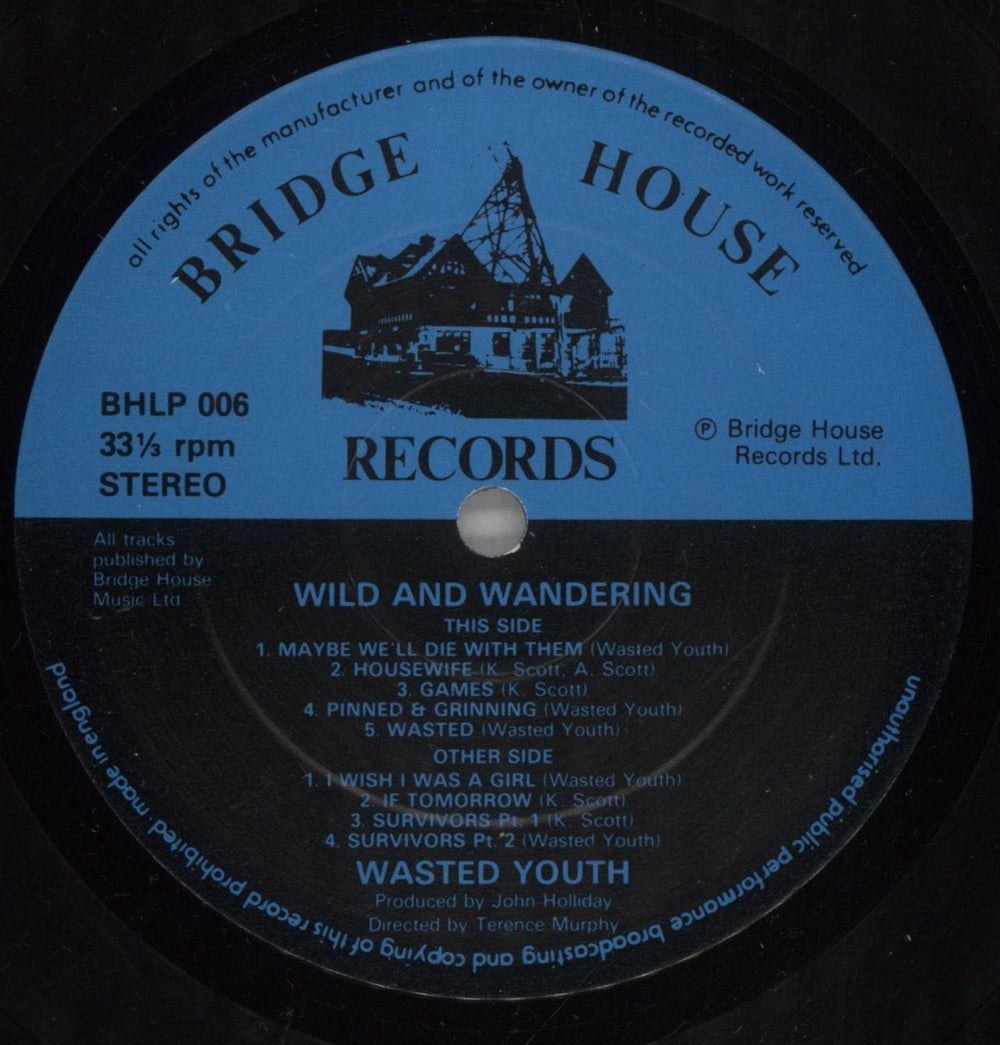 all rights of the manufacturer and of the owner of the recorded work reserved
BRIDGE HOUSE
RECORDS
BHLP 006
33⅓ rpm
STEREO
℗ Bridge House
Records Ltd.
All tracks
published by
Bridge House
Music Ltd.
WILD AND WANDERING
THIS SIDE
1. MAYBE WE'LL DIE WITH THEM (Wasted Youth)
2. HOUSEWIFE (K. Scott, A. Scott)
3. GAMES (K. Scott)
4. PINNED & GRINNING (Wasted Youth)
5. WASTED (Wasted Youth)
OTHER SIDE
1. I WISH I WAS A GIRL (Wasted Youth)
2. IF TOMORROW (K. Scott)
3. SURVIVORS Pt. 1 (K. Scott)
4. SURVIVORS Pt. 2 (Wasted Youth)
WASTED YOUTH
Produced by John Holliday
Directed by Terence Murphy
unauthorised public performance broadcasting and copying of this record prohibited made in england